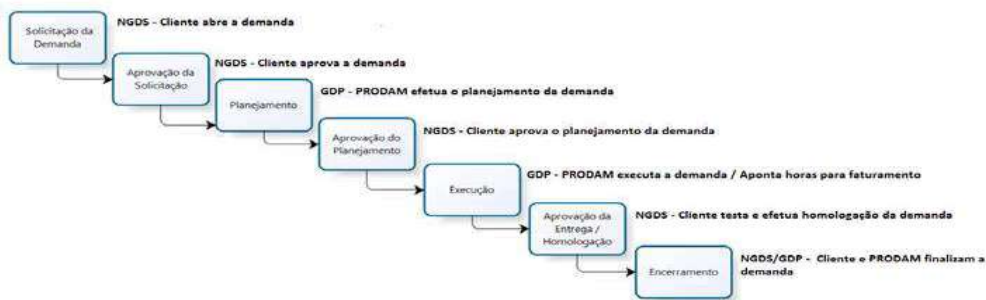 Solicitação da
Demanda
NGDS - Cliente abre a demanda
Aprovação da
Solicitação
NGDS - Cliente aprova a demanda
Planejamento
GDP - PRODAM efetua o planejamento da demanda
Aprovação do
Planejamento
NGDS - Cliente aprova o planejamento da demanda
Execução
GDP - PRODAM executa a demanda / Aponta horas para faturamento
Aprovação da
Entrega /
Homologação
NGDS - Cliente testa e efetua homologação da demanda
Encerramento
NGDS/GDP - Cliente e PRODAM finalizam a
demanda